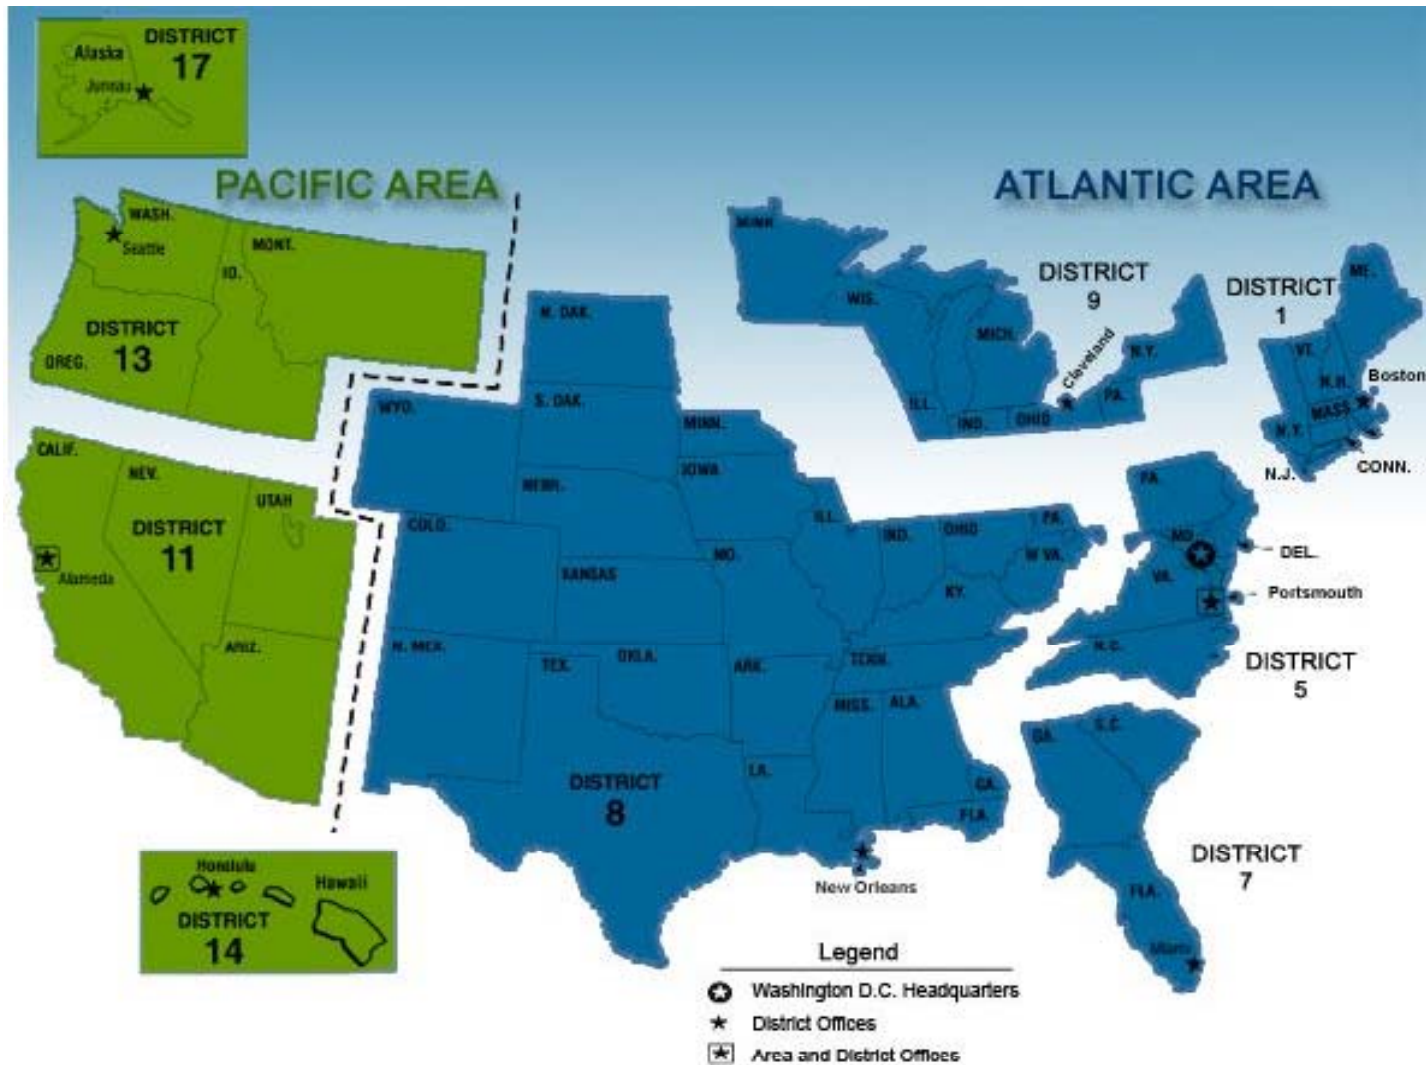 DISTRICT
17
Alaska
Juneau
PACIFIC AREA
ATLANTIC AREA
WASH.
Seattle
MONT.
ID.
DISTRICT
13
OREG.
CALIF.
NEV.
UTAH
DISTRICT
11
Alameda
ARIZ.
Honolulu
Hawaii
DISTRICT
14
N. DAK.
S. DAK.
WYO.
MINN.
IOWA
NEBR.
COLO.
KANSAS
MO.
ILL.
IND.
OHIO
PA.
W VA.
KY.
N. MEX.
TEX.
OKLA.
ARK.
TENN.
MISS.
ALA.
LA.
GA.
FLA.
DISTRICT
8
New Orleans
MINN.
WIS.
MICH.
DISTRICT
9
Cleveland
N.Y.
PA.
ILL.
IND.
OHIO
DISTRICT
1
ME.
VT.
N.H.
Boston
MASS.
N.Y.
CONN.
N.J.
PA.
MD.
DEL.
VA.
Portsmouth
N.C.
DISTRICT
5
GA.
S.C.
DISTRICT
7
FLA.
Miami
Legend
Washington D.C. Headquarters
District Offices
Area and District Offices